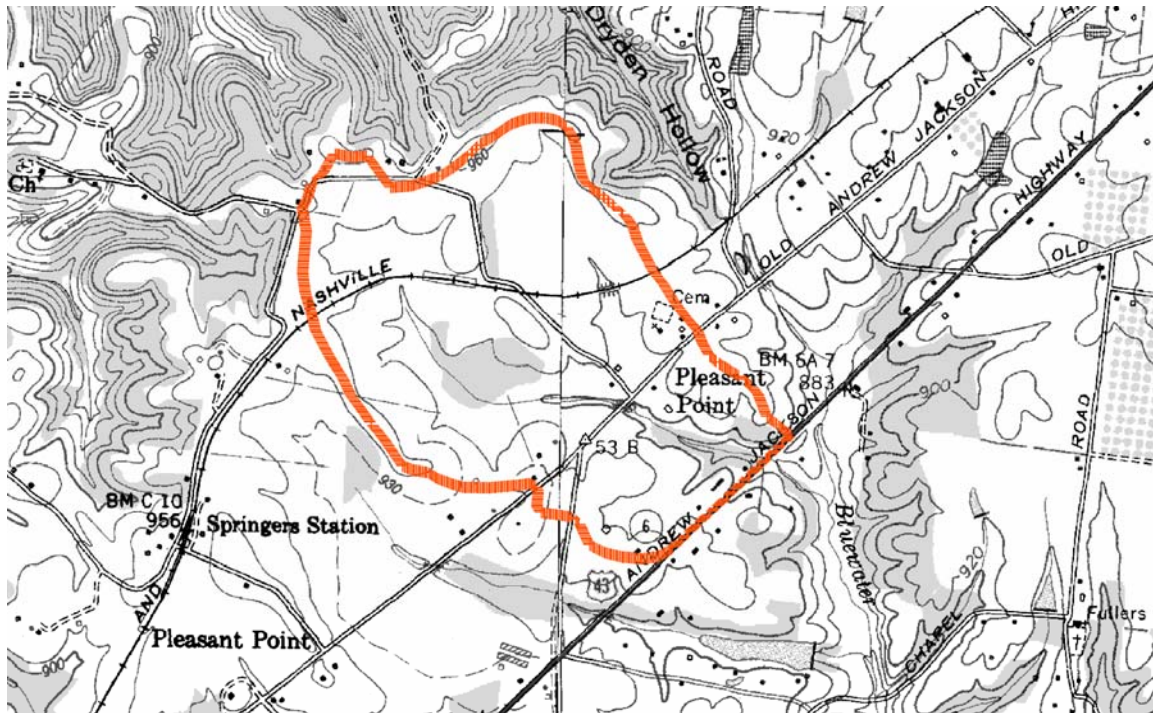 Dryden
Hollow
900
ROAD
920
ANDREW JACKSON
HIGHWAY
OLD
OLD
Ch
960
NASHVILLE
Cem
BM 6A 7
883
Pleasant
Point
900
ROAD
JACKSON
53 B
930
BM C 10
956
Springers Station
6
ANDREW
43
Bluewater
920
AND
Pleasant Point
CHAPEL
Fullers
900